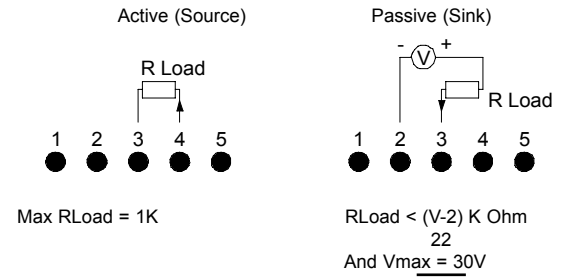 Active (Source)
R Load
1 2 3 4 5
Max RLoad = 1K
Passive (Sink)
- V +
R Load
1 2 3 4 5
RLoad < (V-2) K Ohm
22
And Vmax = 30V